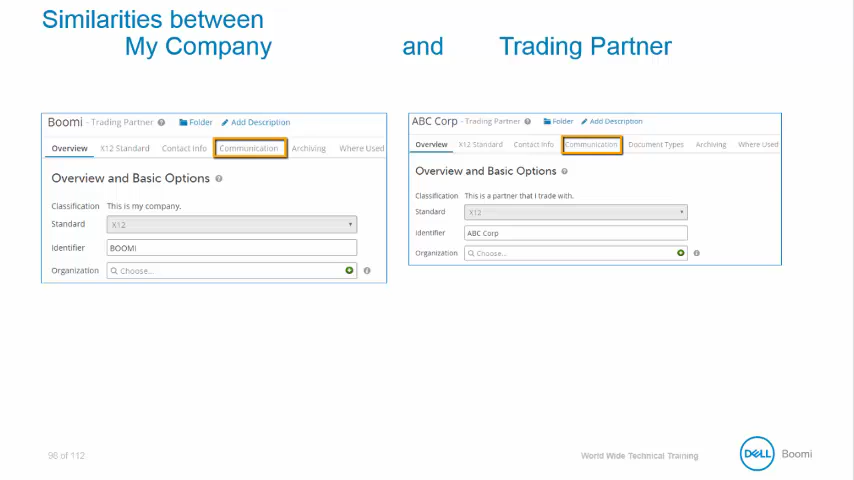 Similarities between
My Company and Trading Partner
Boomi - Trading Partner Folder Add Description
Overview X12 Standard Contact Info Communication Archiving Where Used
Overview and Basic Options
Classification This is my company.
Standard X12
Identifier BOOMI
Organization Choose...
ABC Corp - Trading Partner Folder Add Description
Overview X12 Standard Contact Info Communication Document Types Archiving Where Used
Overview and Basic Options
Classification This is a partner that I trade with.
Standard X12
Identifier ABC Corp
Organization Choose...
96 of 112
World Wide Technical Training
DELL Boomi